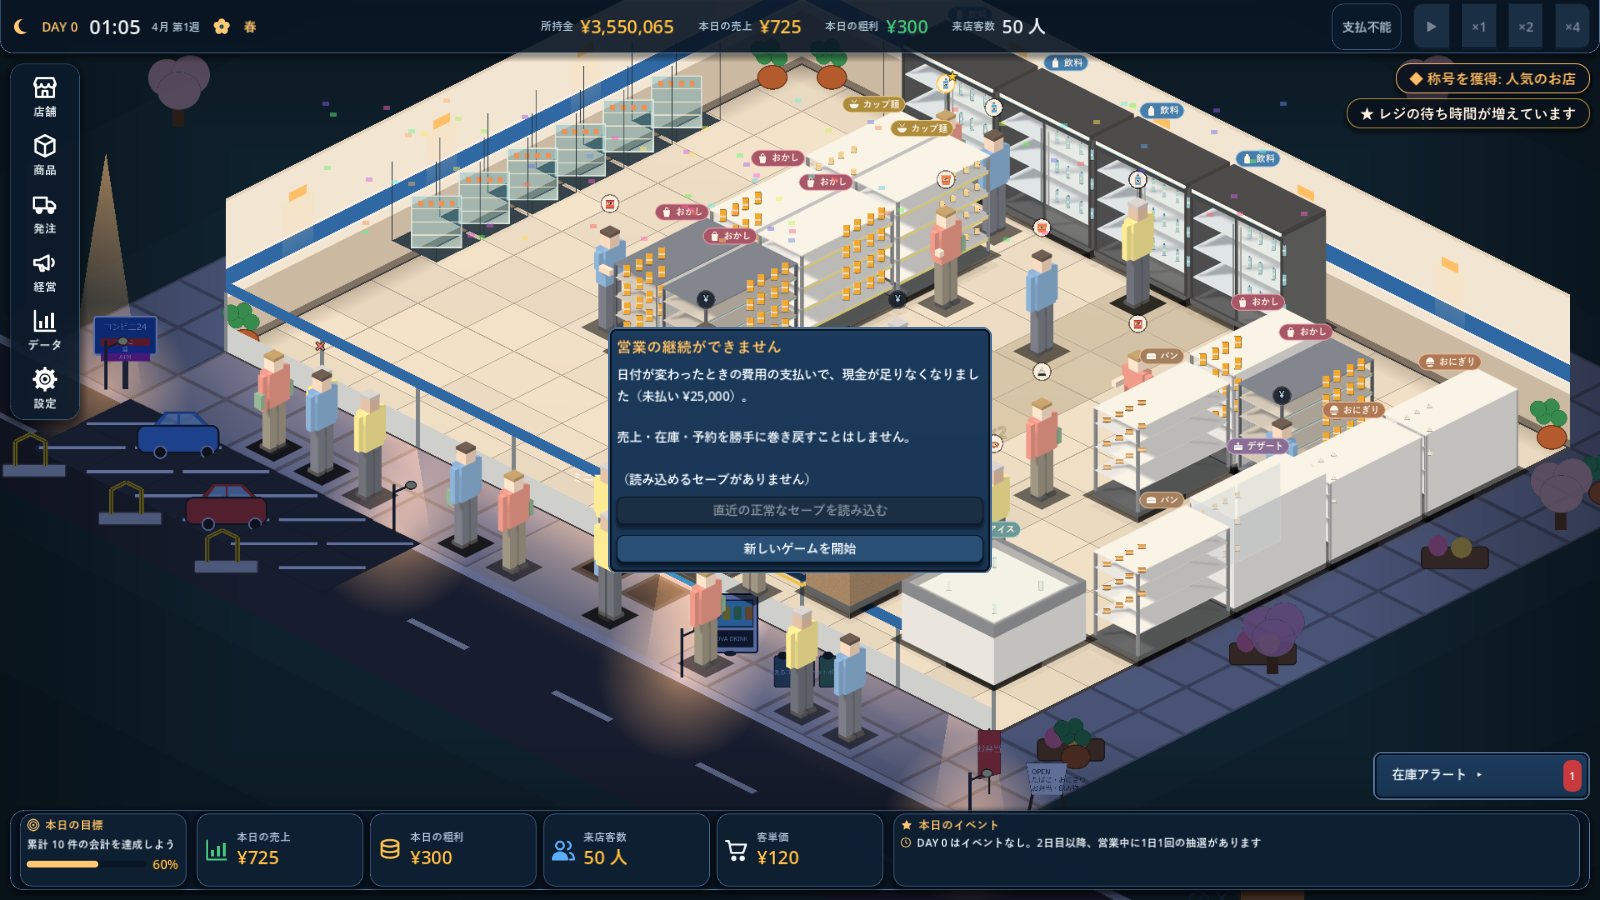 DAY 0 01:05 4月 第1週 春
所持金 ¥3,550,065 本日の売上 ¥725 本日の粗利 ¥300 来店客数 50 人
支払不能 ▶ ×1 ×2 ×4
◆ 称号を獲得: 人気のお店
★ レジの待ち時間が増えています
店舗
商品
発注
経営
データ
設定
飲料
飲料
飲料
カップ麺
カップ麺
おかし
おかし
おかし
おかし
おかし
おかし
パン
おにぎり
おにぎり
デザート
パン
アイス
コンビニ24
ATM
営業の継続ができません
日付が変わったときの費用の支払いで、現金が足りなくなりまし
た（未払い ¥25,000）。
売上・在庫・予約を勝手に巻き戻すことはしません。
（読み込めるセーブがありません）
直近の正常なセーブを読み込む
新しいゲームを開始
OPEN
在庫アラート ▸ 1
本日の目標
累計 10 件の会計を達成しよう
60%
本日の売上
¥725
本日の粗利
¥300
来店客数
50 人
客単価
¥120
★ 本日のイベント
DAY 0 はイベントなし。2日目以降、営業中に1日1回の抽選があります